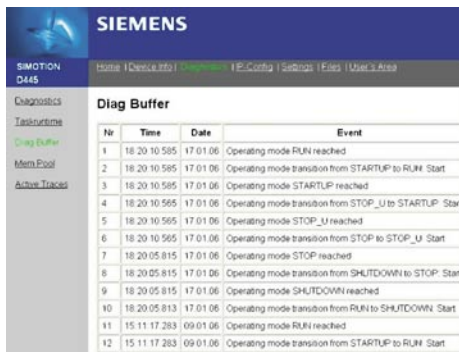 SIEMENS
SIMOTION
D445
Home | Device Info | Diagnostics | IP-Config | Settings | Files | User's Area
Diagnostics
Taskruntime
Diag Buffer
Mem Pool
Active Traces
Diag Buffer
Nr Time Date Event
1 18:20:10:585 17.01.06 Operating mode RUN reached
2 18:20:10:585 17.01.06 Operating mode transition from STARTUP to RUN: Start
3 18:20:10:585 17.01.06 Operating mode STARTUP reached
4 18:20:10:565 17.01.06 Operating mode transition from STOP_U to STARTUP: Star
5 18:20:10:565 17.01.06 Operating mode STOP_U reached
6 18:20:10:565 17.01.06 Operating mode transition from STOP to STOP_U: Start
7 18:20:05:815 17.01.06 Operating mode STOP reached
8 18:20:05:815 17.01.06 Operating mode transition from SHUTDOWN to STOP: Star
9 18:20:05:815 17.01.06 Operating mode SHUTDOWN reached
10 18:20:05:813 17.01.06 Operating mode transition from RUN to SHUTDOWN: Start
11 15:11:17:283 09.01.06 Operating mode RUN reached
12 15:11:17:283 09.01.06 Operating mode transition from STARTUP to RUN: Start